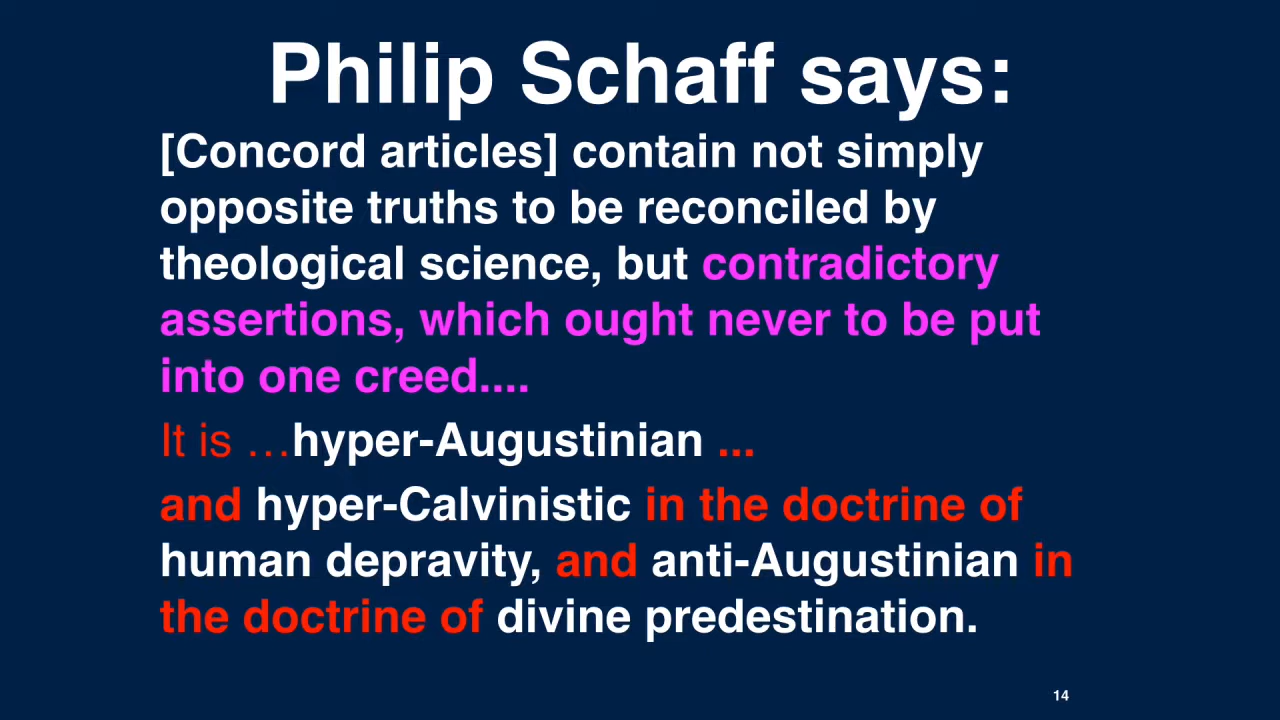 Philip Schaff says:
[Concord articles] contain not simply
opposite truths to be reconciled by
theological science, but contradictory
assertions, which ought never to be put
into one creed....
It is …hyper-Augustinian ...
and hyper-Calvinistic in the doctrine of
human depravity, and anti-Augustinian in
the doctrine of divine predestination.
14